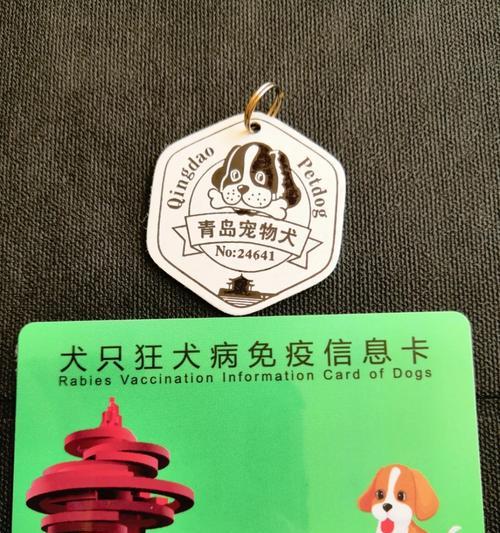 Qingdao Petdog
青岛宠物犬
No:24641
犬只狂犬病免疫信息卡
Rabies Vaccination Information Card of Dogs